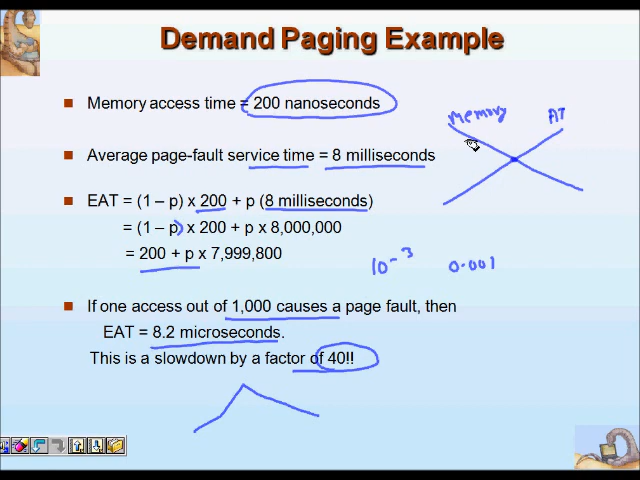 Demand Paging Example
Memory access time = 200 nanoseconds
Memory AT
Average page-fault service time = 8 milliseconds
EAT = (1 – p) x 200 + p (8 milliseconds)
= (1 – p) x 200 + p x 8,000,000
= 200 + p x 7,999,800
10⁻³ 0.001
If one access out of 1,000 causes a page fault, then
EAT = 8.2 microseconds.
This is a slowdown by a factor of 40!!